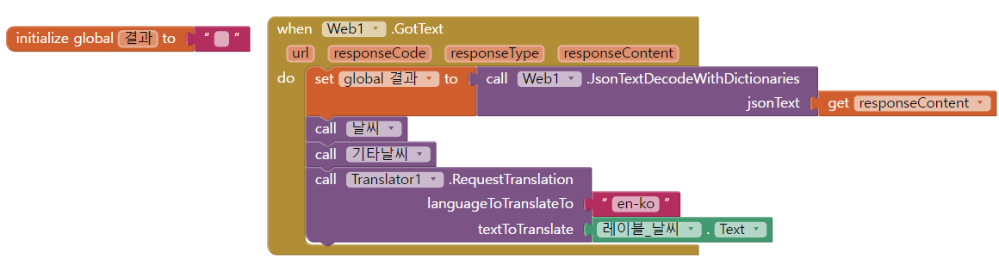 initialize global 결과 to " "
when Web1 .GotText
url responseCode responseType responseContent
do set global 결과 to call Web1 .JsonTextDecodeWithDictionaries
jsonText get responseContent
call 날씨
call 기타날씨
call Translator1 .RequestTranslation
languageToTranslateTo " en-ko "
textToTranslate 레이블_날씨 . Text